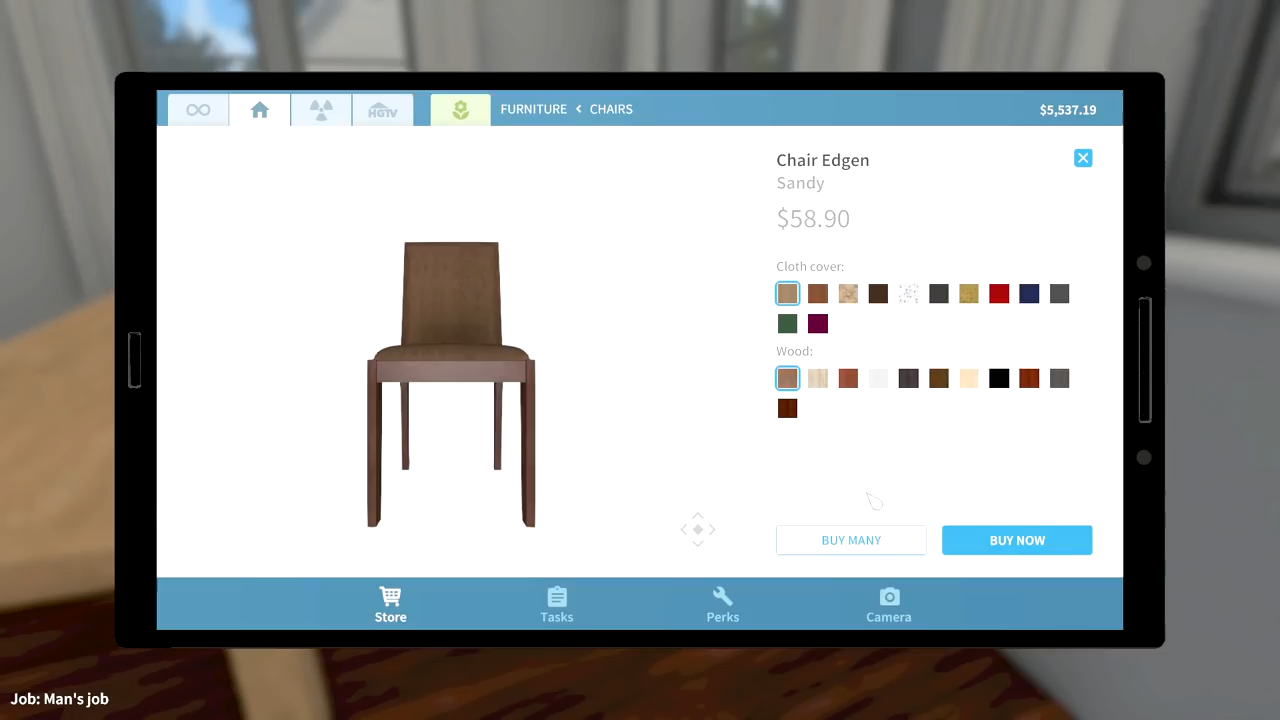 HGTV
FURNITURE < CHAIRS
$5,537.19
Chair Edgen
Sandy
$58.90
Cloth cover:
Wood:
BUY MANY
BUY NOW
Store
Tasks
Perks
Camera
Job: Man's job